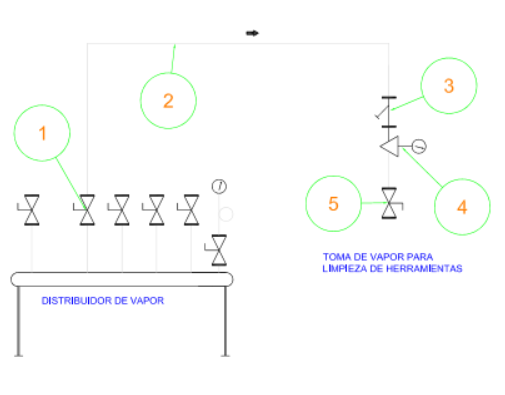 3
2
1
5
4
TOMA DE VAPOR PARA
LIMPIEZA DE HERRAMIENTAS
DISTRIBUIDOR DE VAPOR